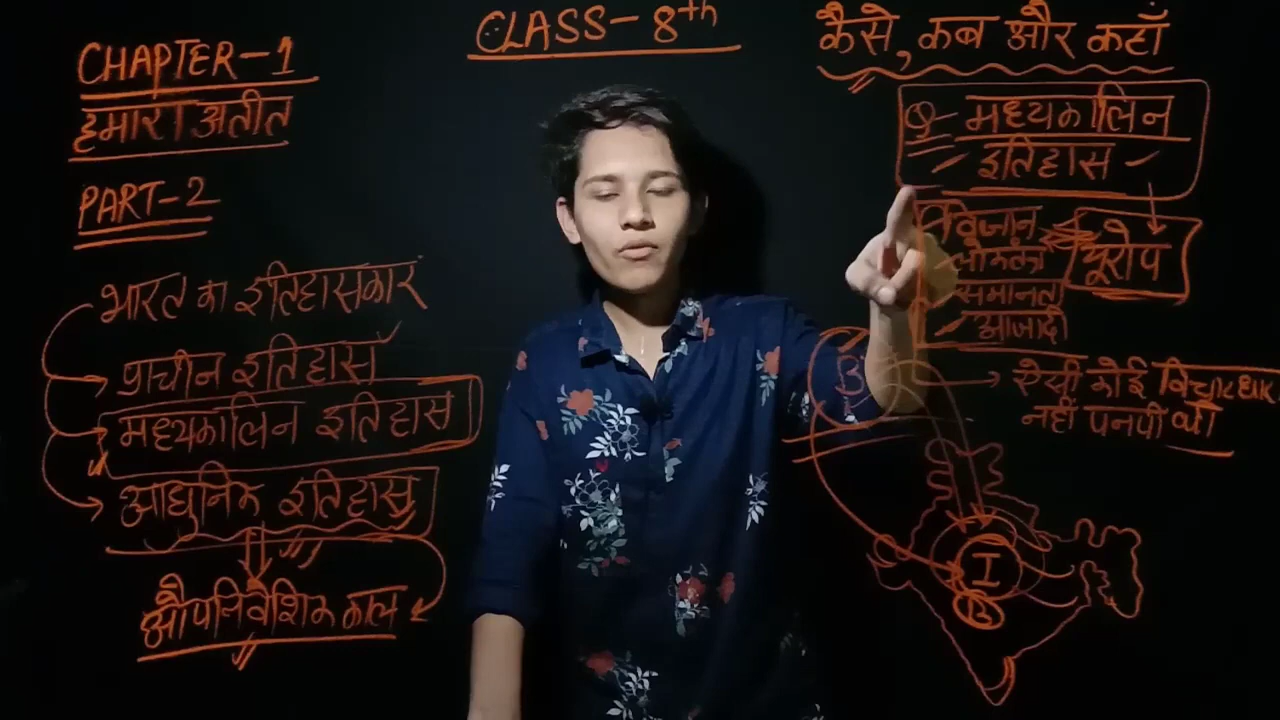 CLASS-8th
CHAPTER-1
हमारा अतीत
PART-2
भारत का इतिहासकार
प्राचीन इतिहास
मध्यकालिन इतिहास
आधुनिक इतिहास
औपनिवेशिक काल
कैसे, कब और कहाँ
Q- मध्यकालिन
इतिहास
विज्ञान
लोकतंत्र
समानता
आजादी
यूरोप
ऐसी कोई विचारधारा
नहीं पनपी थी
B
I
B